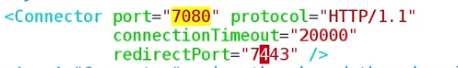 <Connector port="7080" protocol="HTTP/1.1"
connectionTimeout="20000"
redirectPort="7443" />